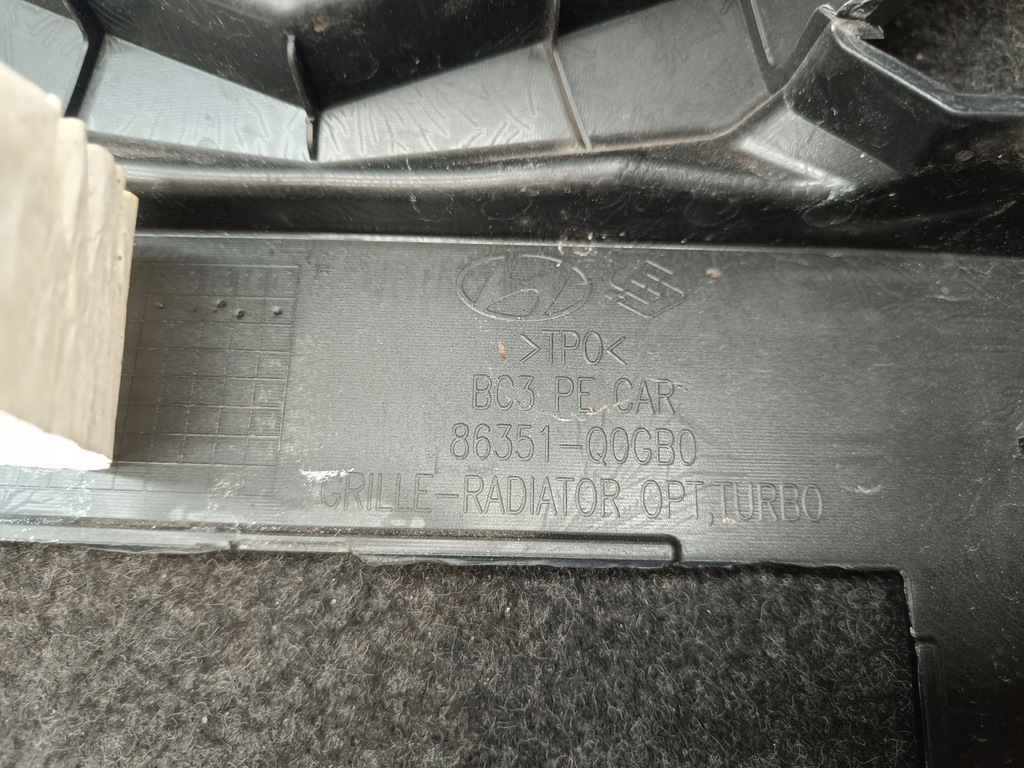 >TPO<
BC3 PE CAR
86351-Q0GB0
GRILLE-RADIATOR OPT,TURBO